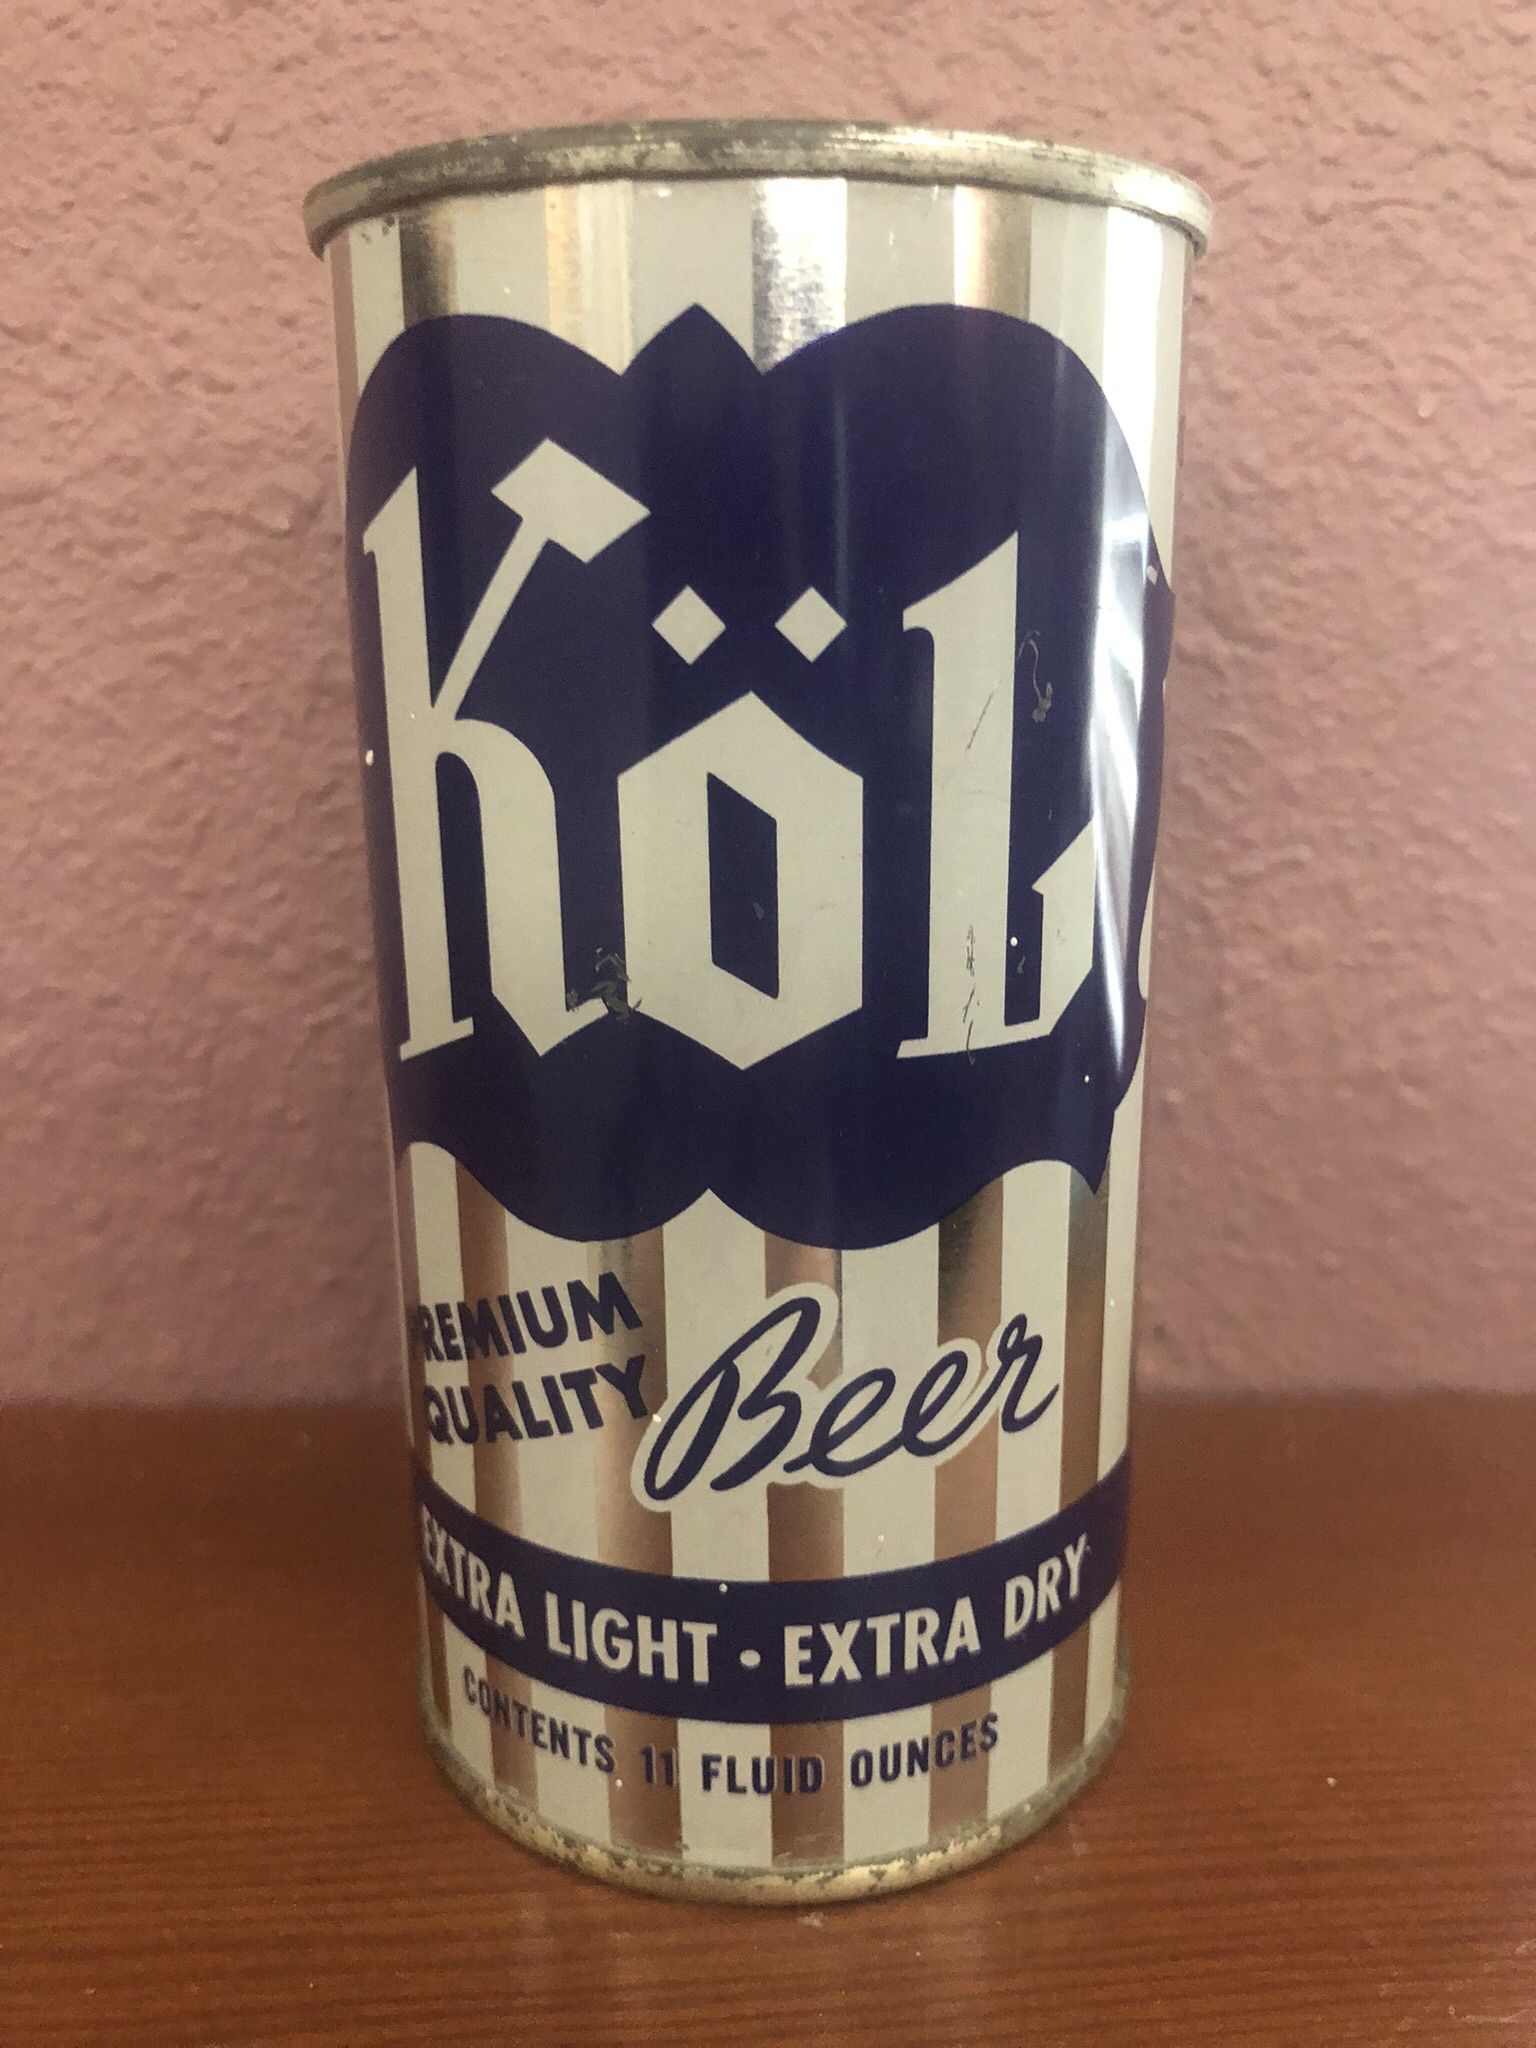 Köl
PREMIUM
QUALITY Beer
EXTRA LIGHT • EXTRA DRY
CONTENTS 11 FLUID OUNCES